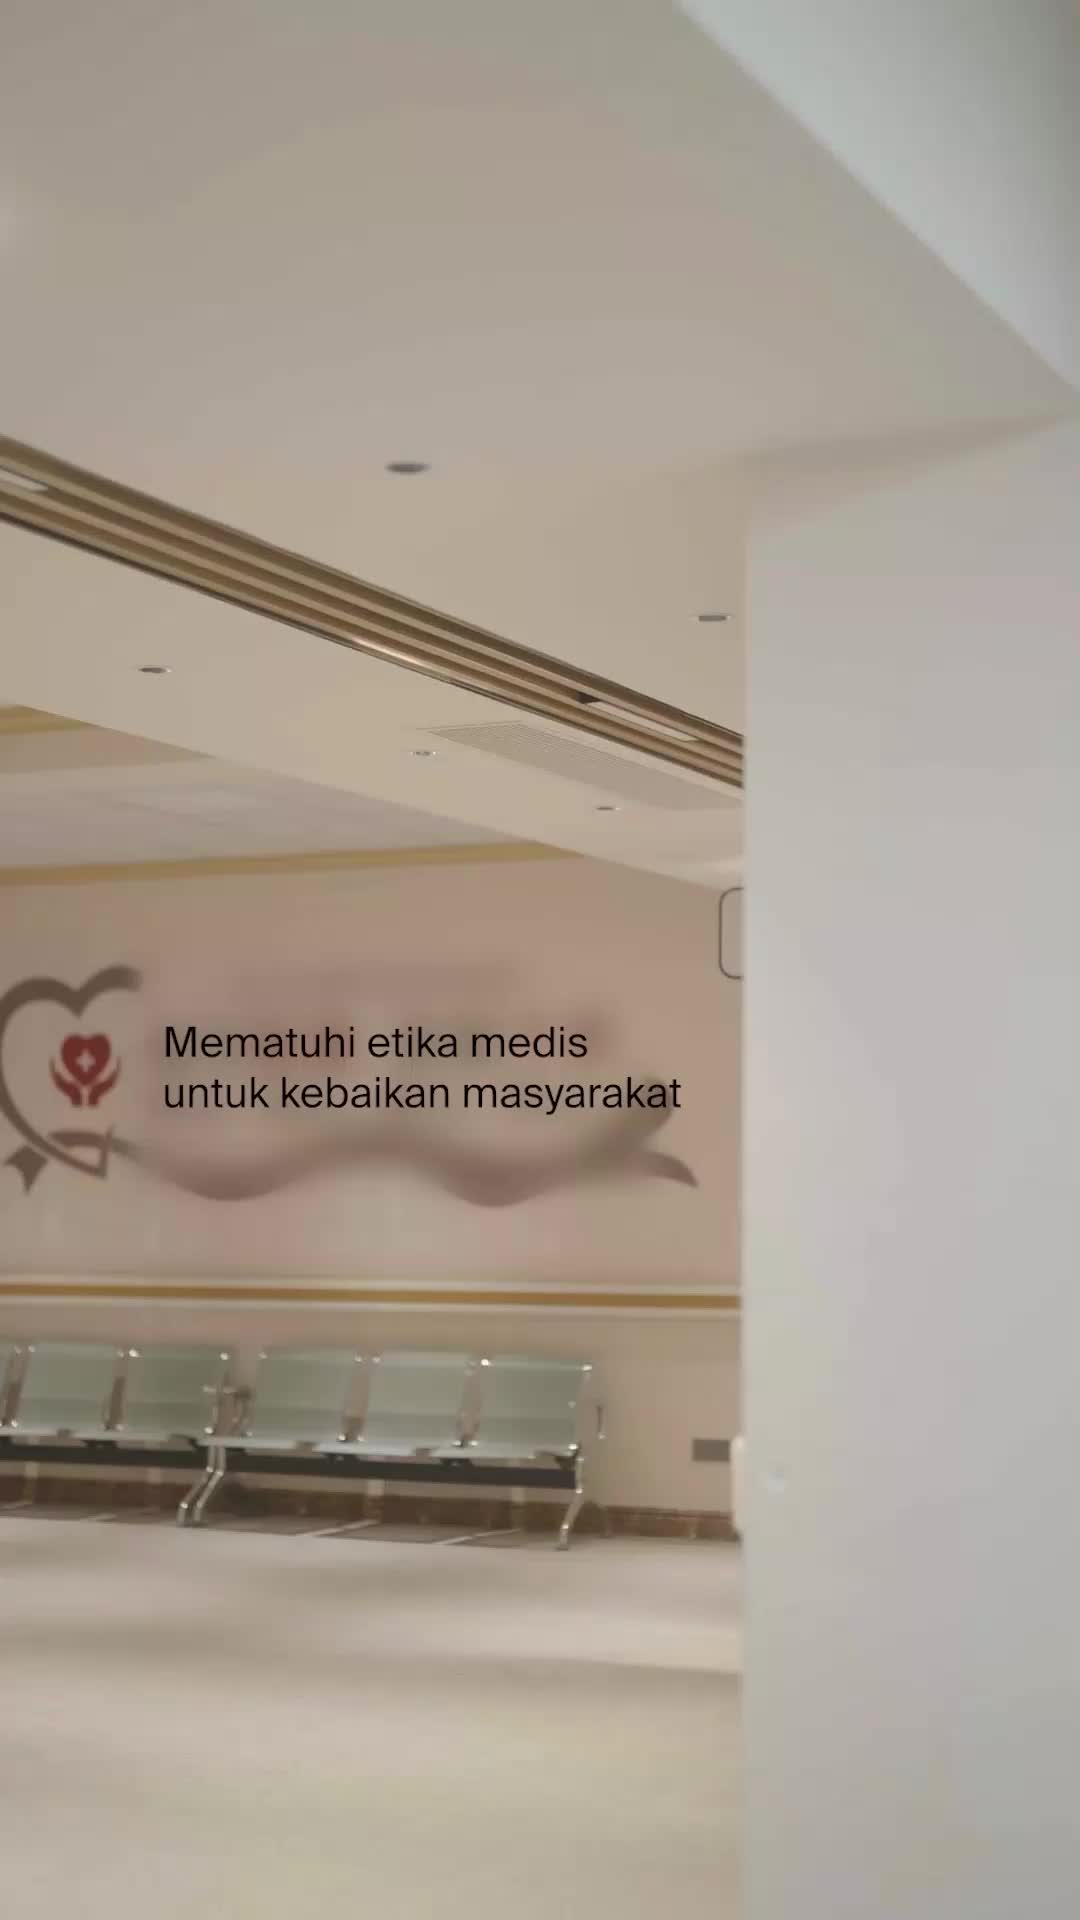 Mematuhi etika medis
untuk kebaikan masyarakat